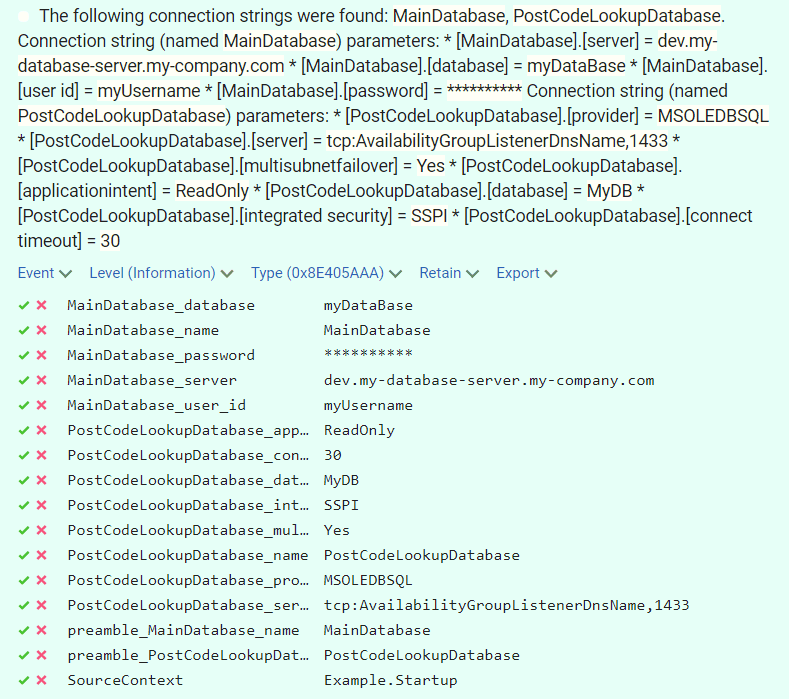 The following connection strings were found: MainDatabase, PostCodeLookupDatabase.
Connection string (named MainDatabase) parameters: * [MainDatabase].[server] = dev.my-
database-server.my-company.com * [MainDatabase].[database] = myDataBase * [MainDatabase].
[user id] = myUsername * [MainDatabase].[password] = ********** Connection string (named
PostCodeLookupDatabase) parameters: * [PostCodeLookupDatabase].[provider] = MSOLEDBSQL
* [PostCodeLookupDatabase].[server] = tcp:AvailabilityGroupListenerDnsName,1433 *
[PostCodeLookupDatabase].[multisubnetfailover] = Yes * [PostCodeLookupDatabase].
[applicationintent] = ReadOnly * [PostCodeLookupDatabase].[database] = MyDB *
[PostCodeLookupDatabase].[integrated security] = SSPI * [PostCodeLookupDatabase].[connect
timeout] = 30
Event Level (Information) Type (0x8E405AAA) Retain Export
MainDatabase_database myDataBase
MainDatabase_name MainDatabase
MainDatabase_password **********
MainDatabase_server dev.my-database-server.my-company.com
MainDatabase_user_id myUsername
PostCodeLookupDatabase_app… ReadOnly
PostCodeLookupDatabase_con… 30
PostCodeLookupDatabase_dat… MyDB
PostCodeLookupDatabase_int… SSPI
PostCodeLookupDatabase_mul… Yes
PostCodeLookupDatabase_name PostCodeLookupDatabase
PostCodeLookupDatabase_pro… MSOLEDBSQL
PostCodeLookupDatabase_ser… tcp:AvailabilityGroupListenerDnsName,1433
preamble_MainDatabase_name MainDatabase
preamble_PostCodeLookupDat… PostCodeLookupDatabase
SourceContext Example.Startup